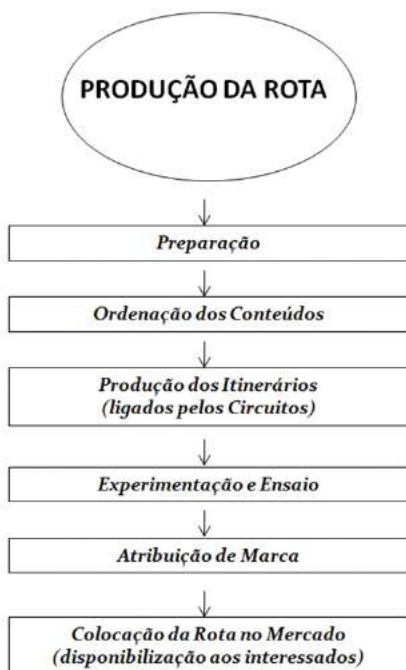 PRODUÇÃO DA ROTA
Preparação
Ordenação dos Conteúdos
Produção dos Itinerários
(ligados pelos Circuitos)
Experimentação e Ensaio
Atribuição de Marca
Colocação da Rota no Mercado
(disponibilização aos interessados)